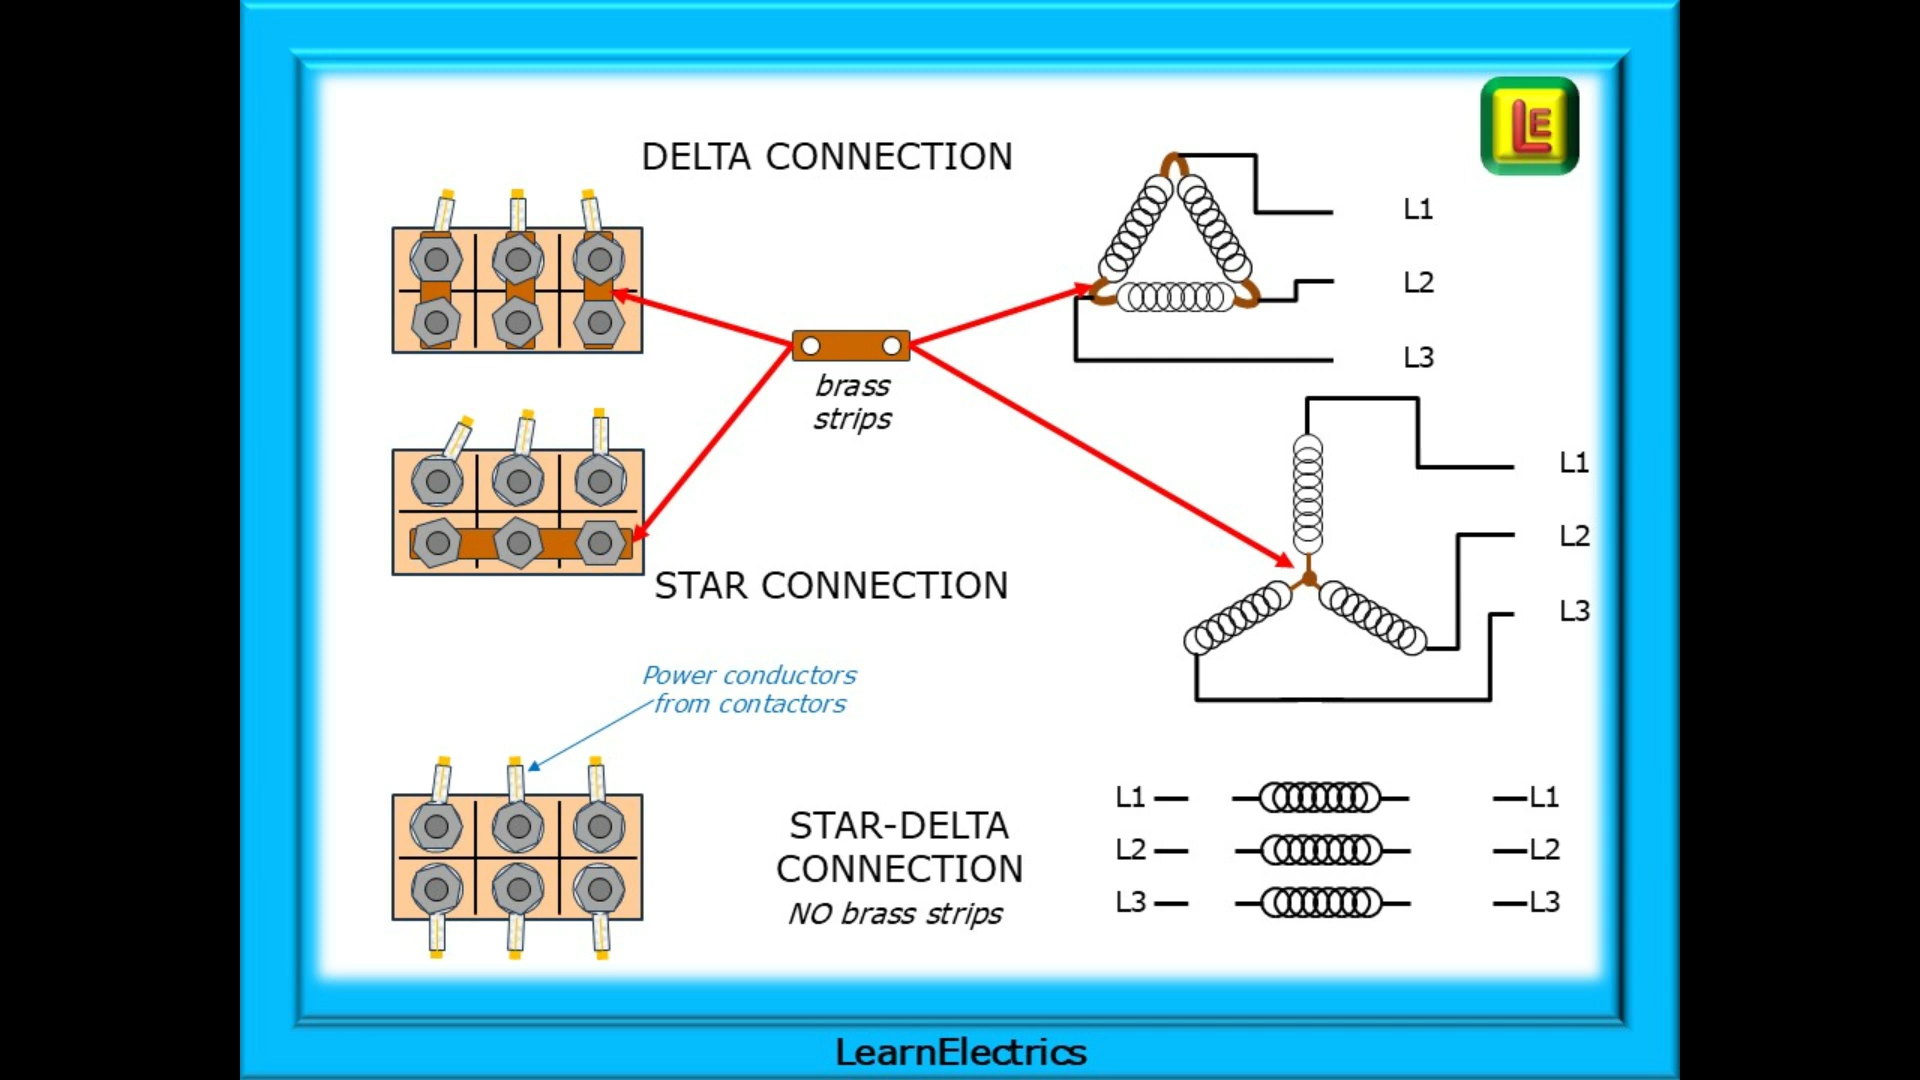 LE
DELTA CONNECTION
L1
L2
L3
brass
strips
L1
L2
L3
STAR CONNECTION
Power conductors
from contactors
STAR-DELTA
CONNECTION
NO brass strips
L1 L1
L2 L2
L3 L3
LearnElectrics